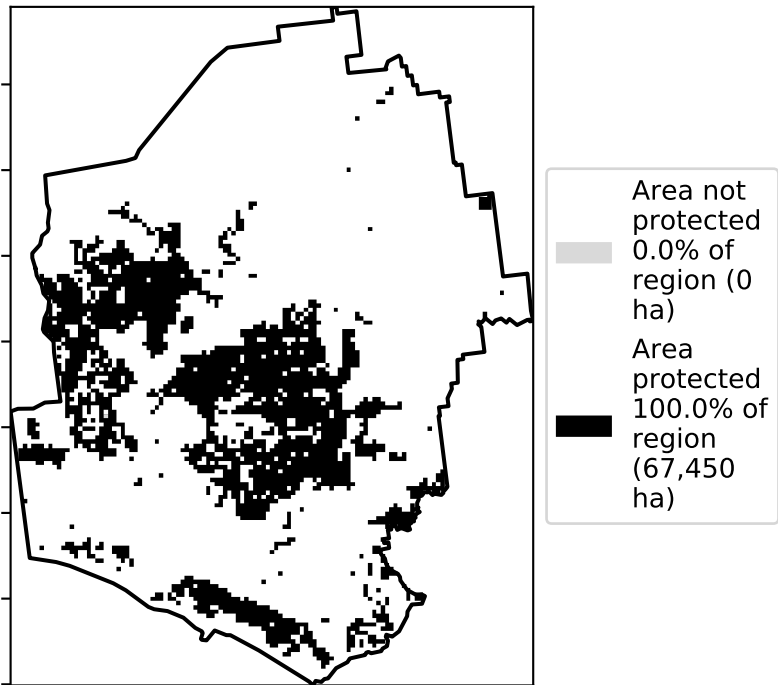 Area not
protected
0.0% of
region (0
ha)
Area
protected
100.0% of
region
(67,450
ha)